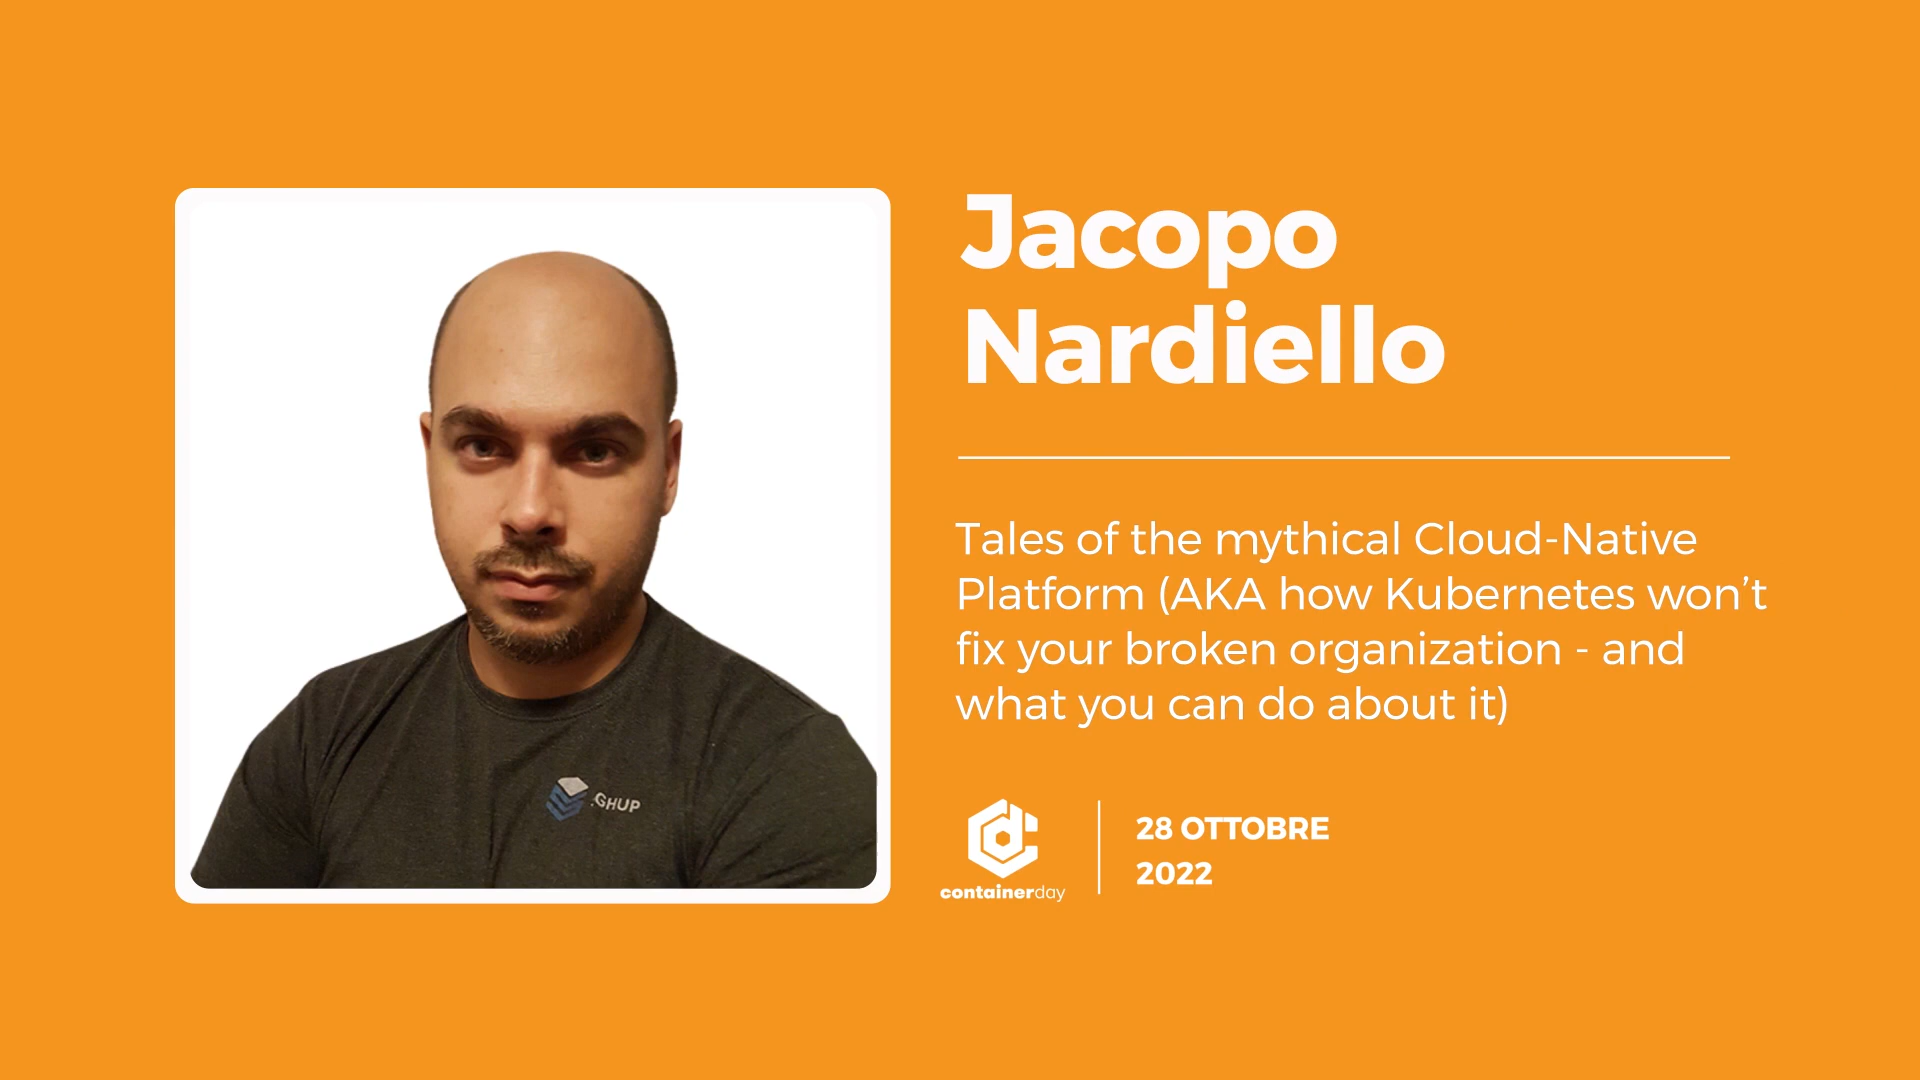 Jacopo
Nardiello
Tales of the mythical Cloud-Native
Platform (AKA how Kubernetes won’t
fix your broken organization - and
what you can do about it)
.GHUP
containerday
28 OTTOBRE
2022